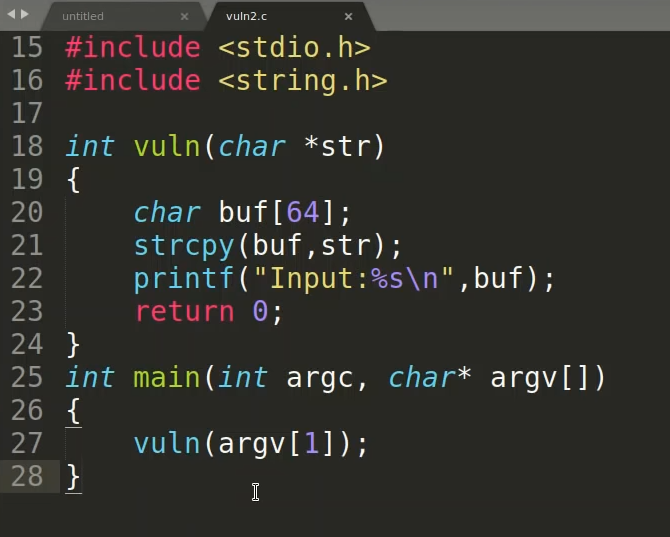 untitled × vuln2.c ×
15 #include <stdio.h>
16 #include <string.h>
17
18 int vuln(char *str)
19 {
20     char buf[64];
21     strcpy(buf,str);
22     printf("Input:%s\n",buf);
23     return 0;
24 }
25 int main(int argc, char* argv[])
26 {
27     vuln(argv[1]);
28 }